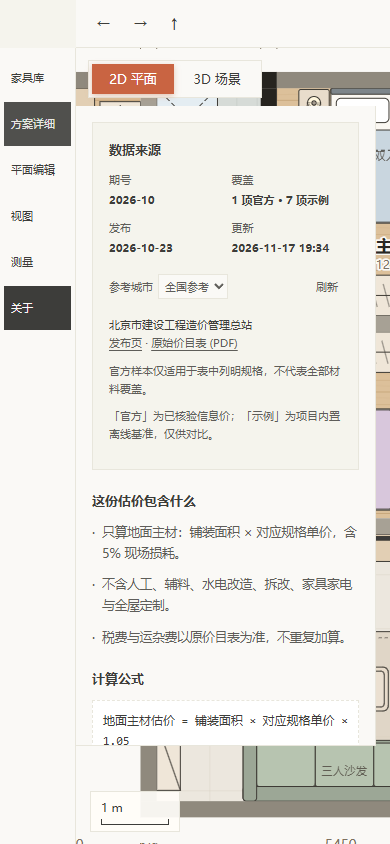 ← → ↑
2D 平面
3D 场景
家具库
方案详细
平面编辑
视图
测量
关于
数据来源
期号
覆盖
2026-10
1 项官方 • 7 项示例
发布
更新
2026-10-23
2026-11-17 19:34
参考城市
全国参考
刷新
北京市建设工程造价管理总站
发布页 · 原始价目表 (PDF)
官方样本仅适用于表中列明规格，不代表全部材
料覆盖。
「官方」为已核验信息价；「示例」为项目内置
离线基准，仅供对比。
这份估价包含什么
· 只算地面主材：铺装面积 × 对应规格单价，含
5% 现场损耗。
· 不含人工、辅料、水电改造、拆改、家具家电
与全屋定制。
· 税费与运杂费以原价目表为准，不重复加算。
计算公式
地面主材估价 = 铺装面积 × 对应规格单价 ×
1.05
双人
主
12
三人沙发
1 m
0
5450